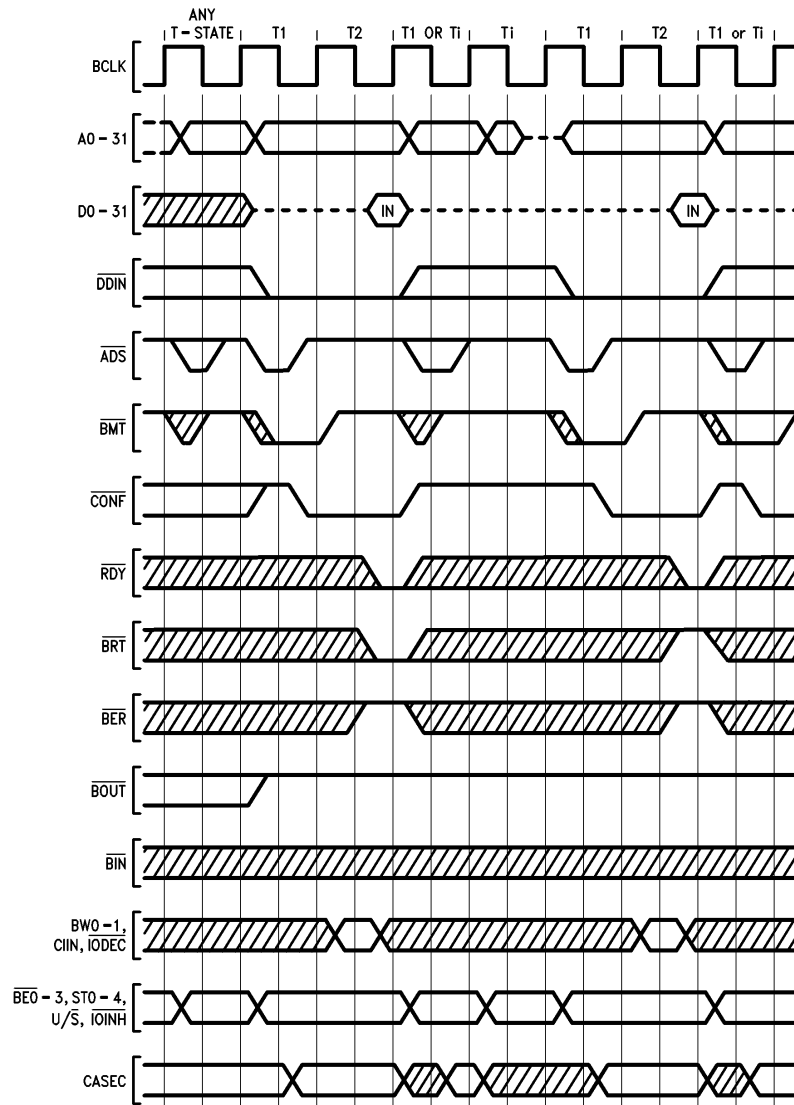 ANY
T-STATE T1 T2 T1 OR Ti Ti T1 T2 T1 or Ti
BCLK
A0-31
D0-31 IN IN
DDIN
ADS
BMT
CONF
RDY
BRT
BER
BOUT
BIN
BW0-1,
CIIN, IODEC
BE0-3, ST0-4,
U/S, IOINH
CASEC